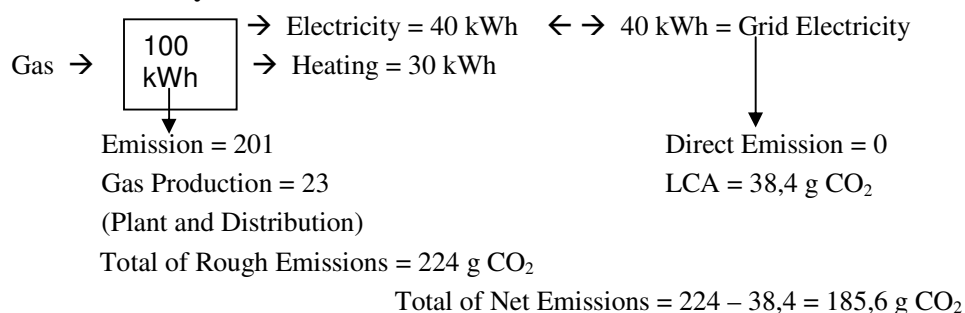 → Electricity = 40 kWh ← → 40 kWh = Grid Electricity
100
kWh
Gas →
→ Heating = 30 kWh
Emission = 201
Direct Emission = 0
Gas Production = 23
LCA = 38,4 g CO₂
(Plant and Distribution)
Total of Rough Emissions = 224 g CO₂
Total of Net Emissions = 224 – 38,4 = 185,6 g CO₂